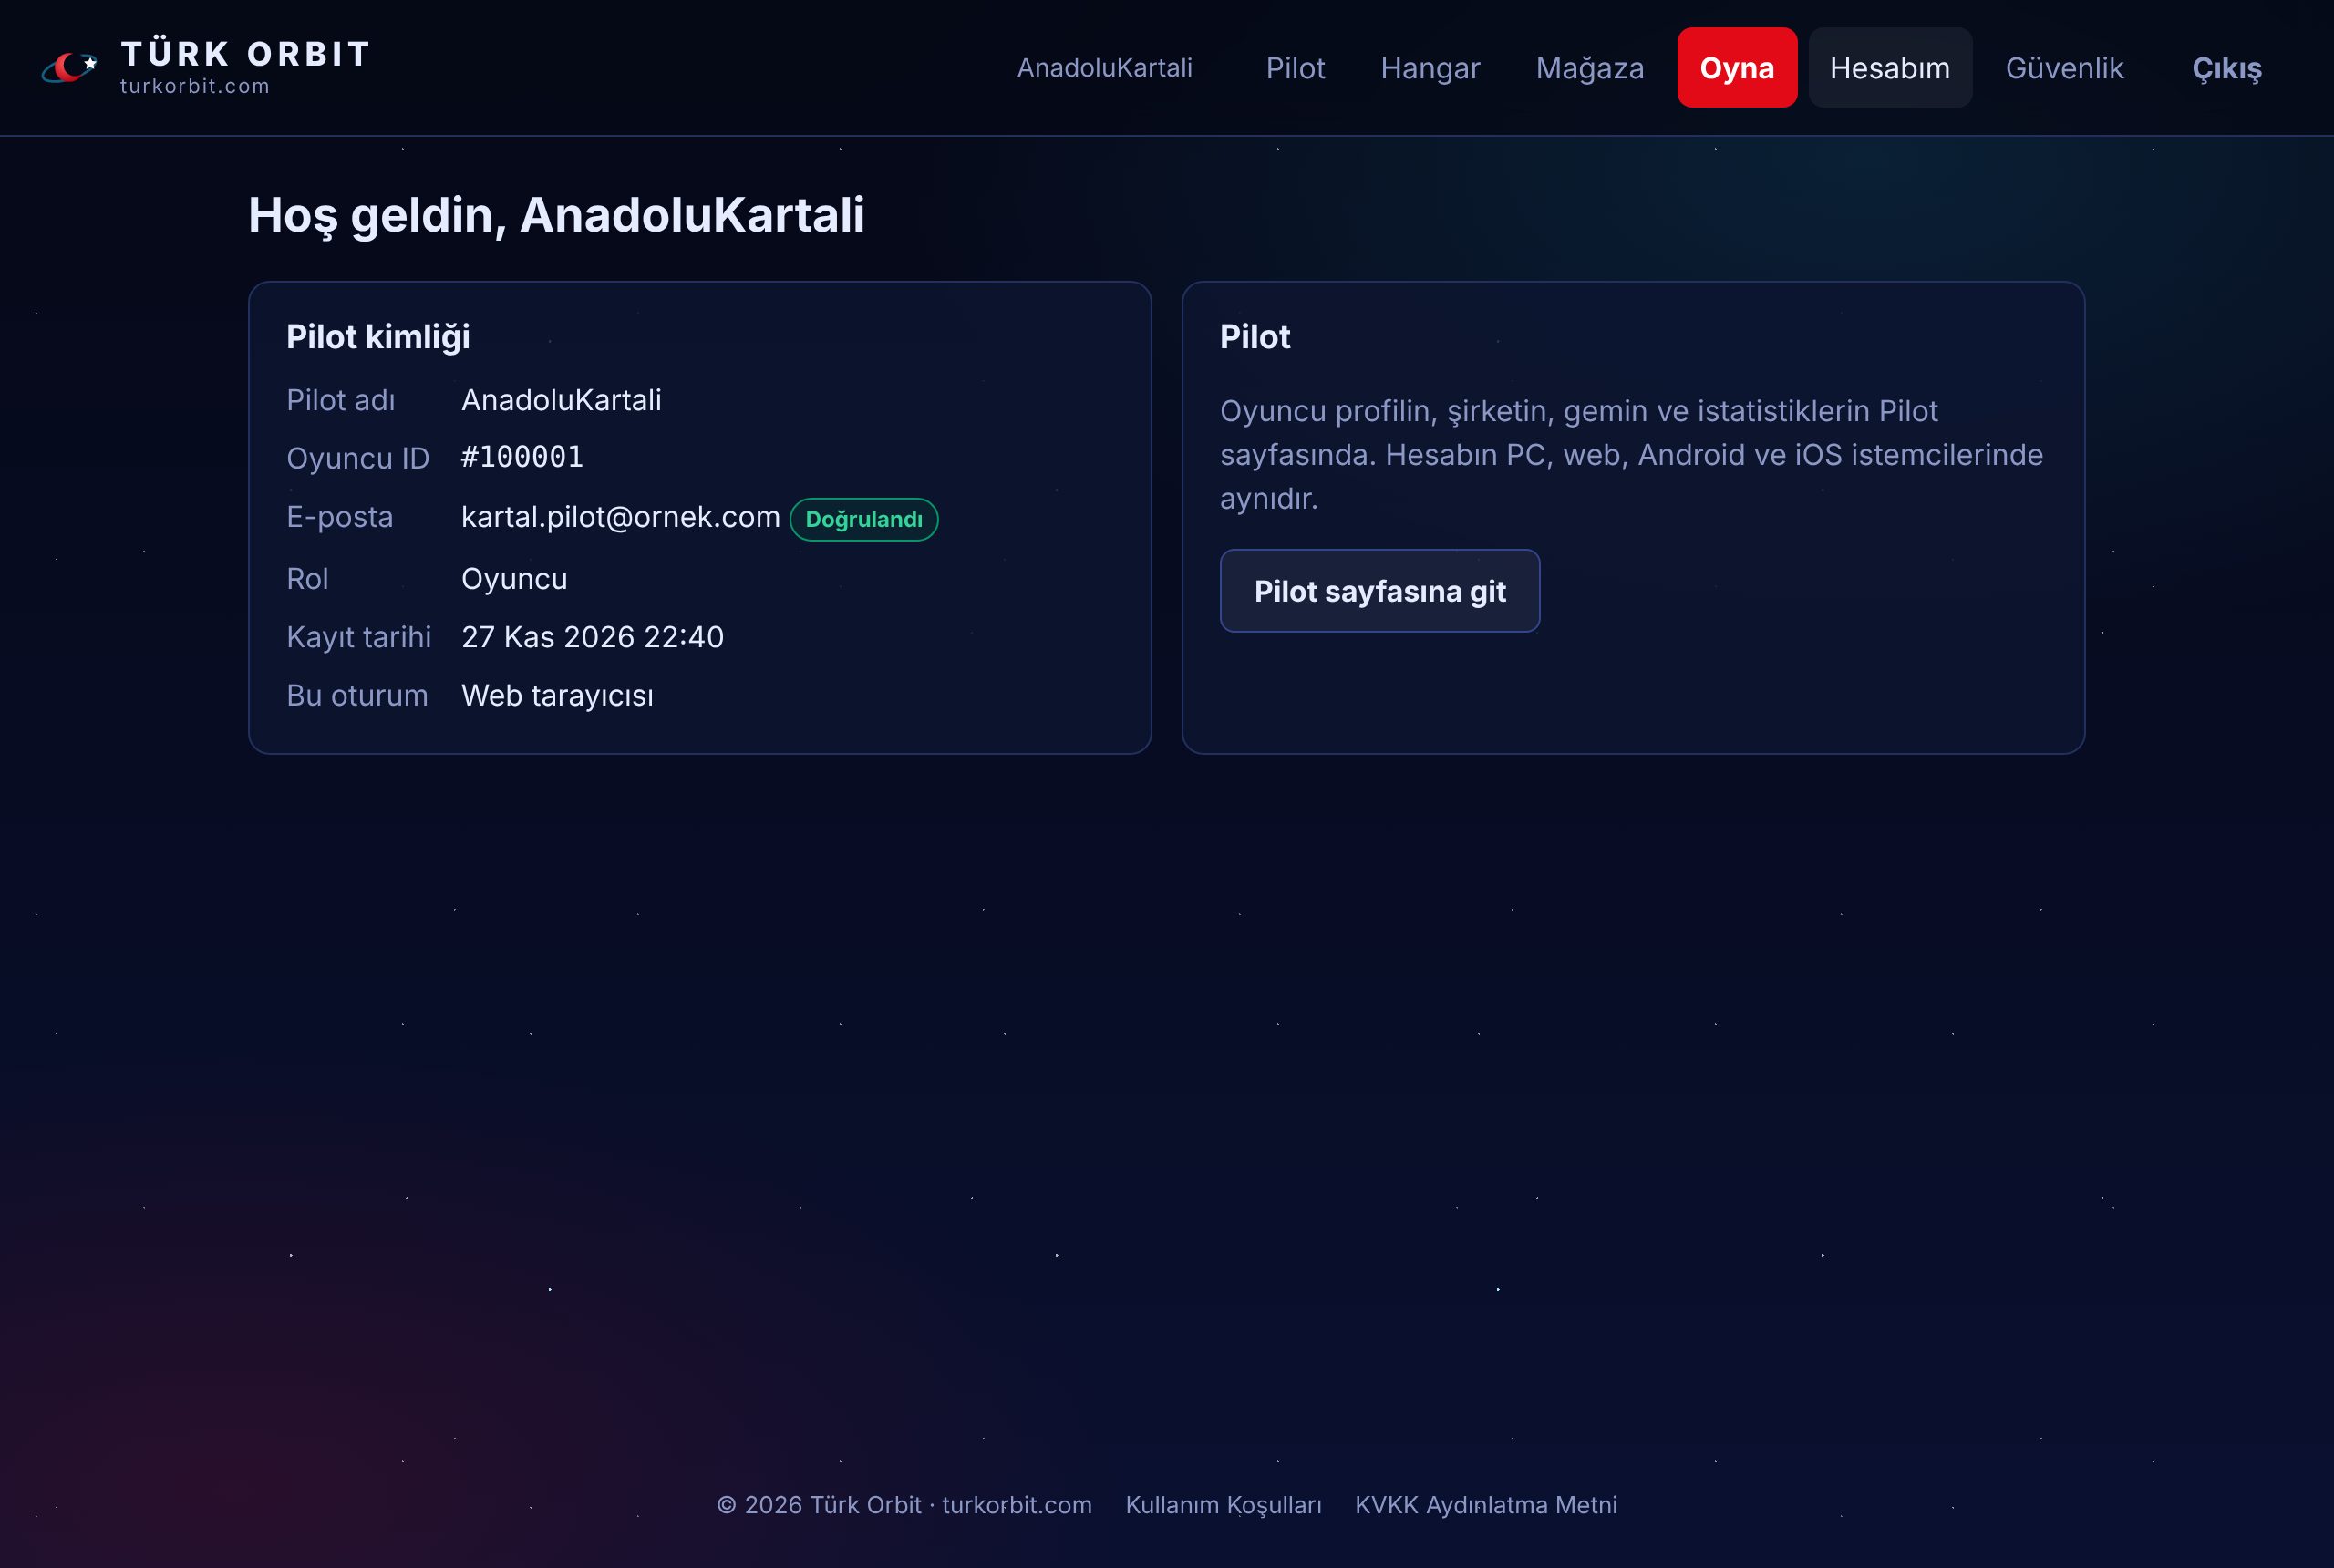 TÜRK ORBIT
turkorbit.com
AnadoluKartali
Pilot
Hangar
Mağaza
Oyna
Hesabım
Güvenlik
Çıkış
Hoş geldin, AnadoluKartali
Pilot kimliği
Pilot adı AnadoluKartali
Oyuncu ID #100001
E-posta kartal.pilot@ornek.com Doğrulandı
Rol Oyuncu
Kayıt tarihi 27 Kas 2026 22:40
Bu oturum Web tarayıcısı
Pilot
Oyuncu profilin, şirketin, gemin ve istatistiklerin Pilot
sayfasında. Hesabın PC, web, Android ve iOS istemcilerinde
aynıdır.
Pilot sayfasına git
© 2026 Türk Orbit · turkorbit.com Kullanım Koşulları KVKK Aydınlatma Metni